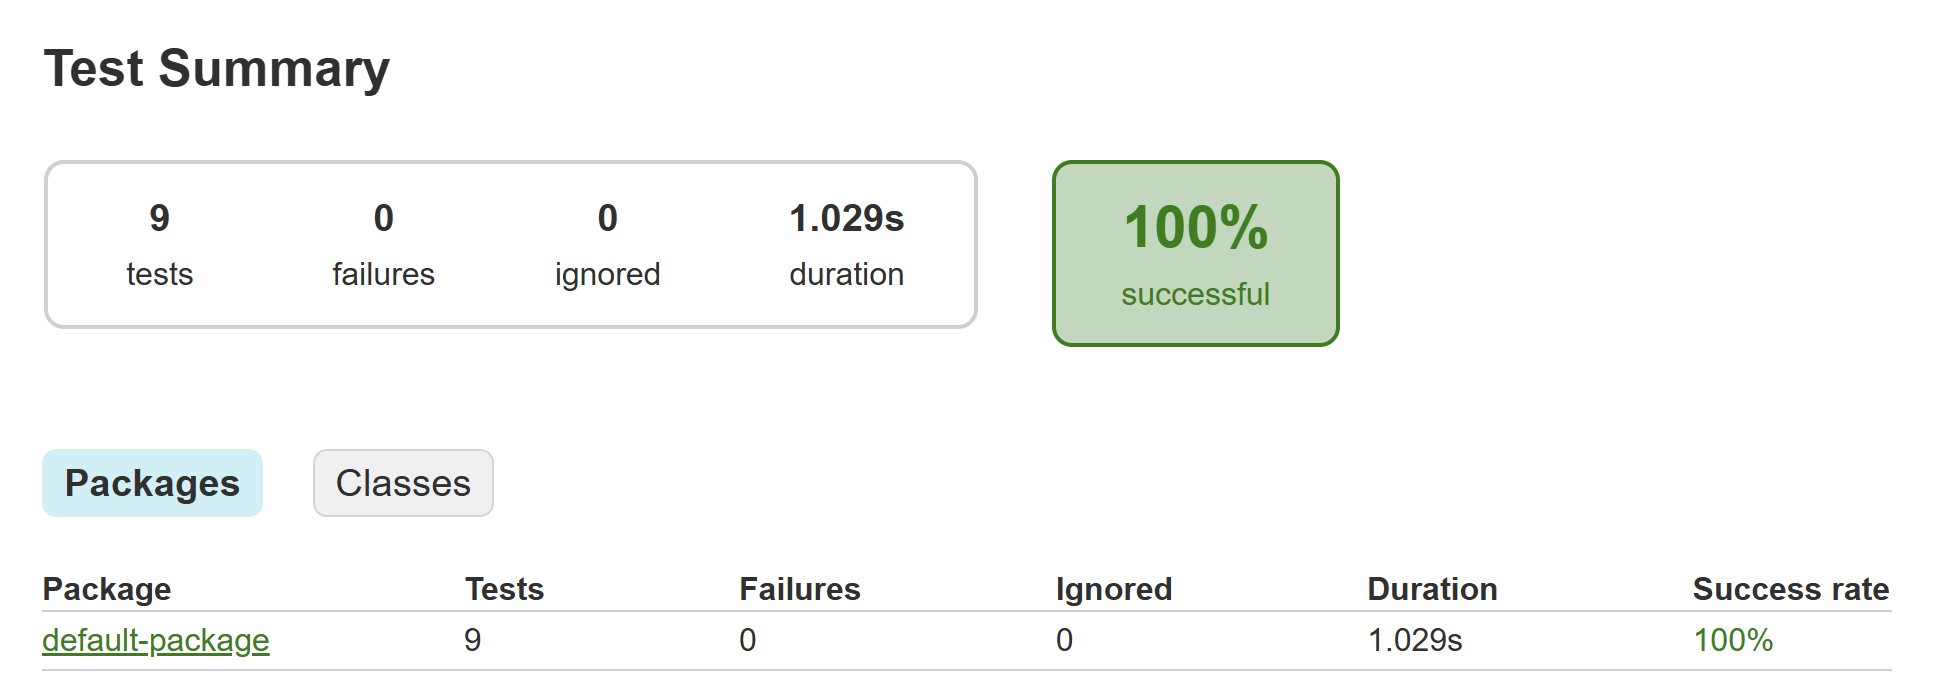 Test Summary
9 0 0 1.029s
tests failures ignored duration
100%
successful
Packages Classes
Package Tests Failures Ignored Duration Success rate
default-package 9 0 0 1.029s 100%